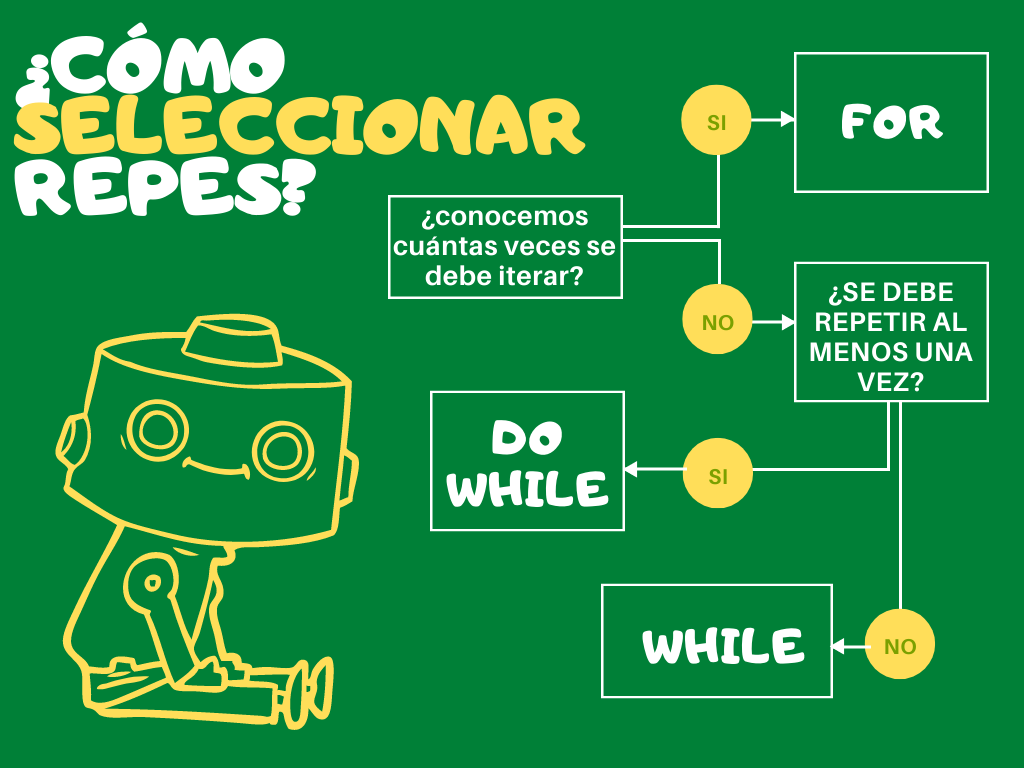 ¿CÓMO
SELECCIONAR
REPES?
¿conocemos
cuántas veces se
debe iterar?
SI
FOR
NO
¿SE DEBE
REPETIR AL
MENOS UNA
VEZ?
SI
DO
WHILE
NO
WHILE